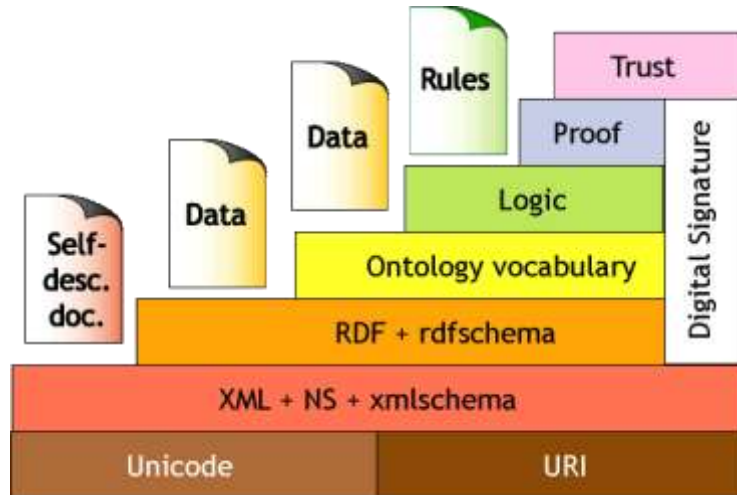 Rules
Trust
Data
Proof
Data
Logic
Self-
desc.
doc.
Ontology vocabulary
Digital Signature
RDF + rdfschema
XML + NS + xmlschema
Unicode
URI